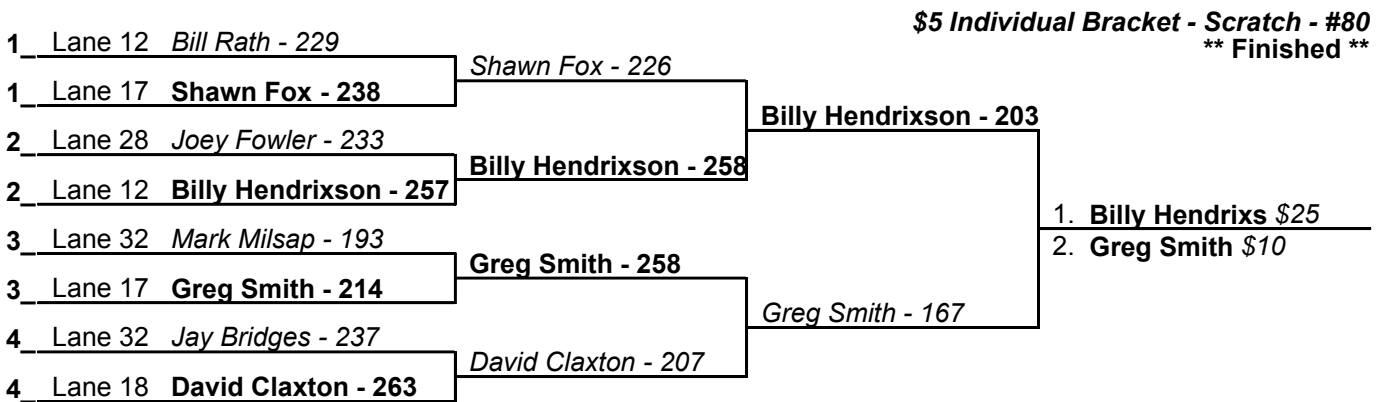 $5 Individual Bracket - Scratch - #80
** Finished **
1_ Lane 12 Bill Rath - 229
1_ Lane 17 Shawn Fox - 238
2_ Lane 28 Joey Fowler - 233
2_ Lane 12 Billy Hendrixson - 257
3_ Lane 32 Mark Milsap - 193
3_ Lane 17 Greg Smith - 214
4_ Lane 32 Jay Bridges - 237
4_ Lane 18 David Claxton - 263
Shawn Fox - 226
Billy Hendrixson - 258
Greg Smith - 258
David Claxton - 207
Billy Hendrixson - 203
Greg Smith - 167
1. Billy Hendrixs $25
2. Greg Smith $10